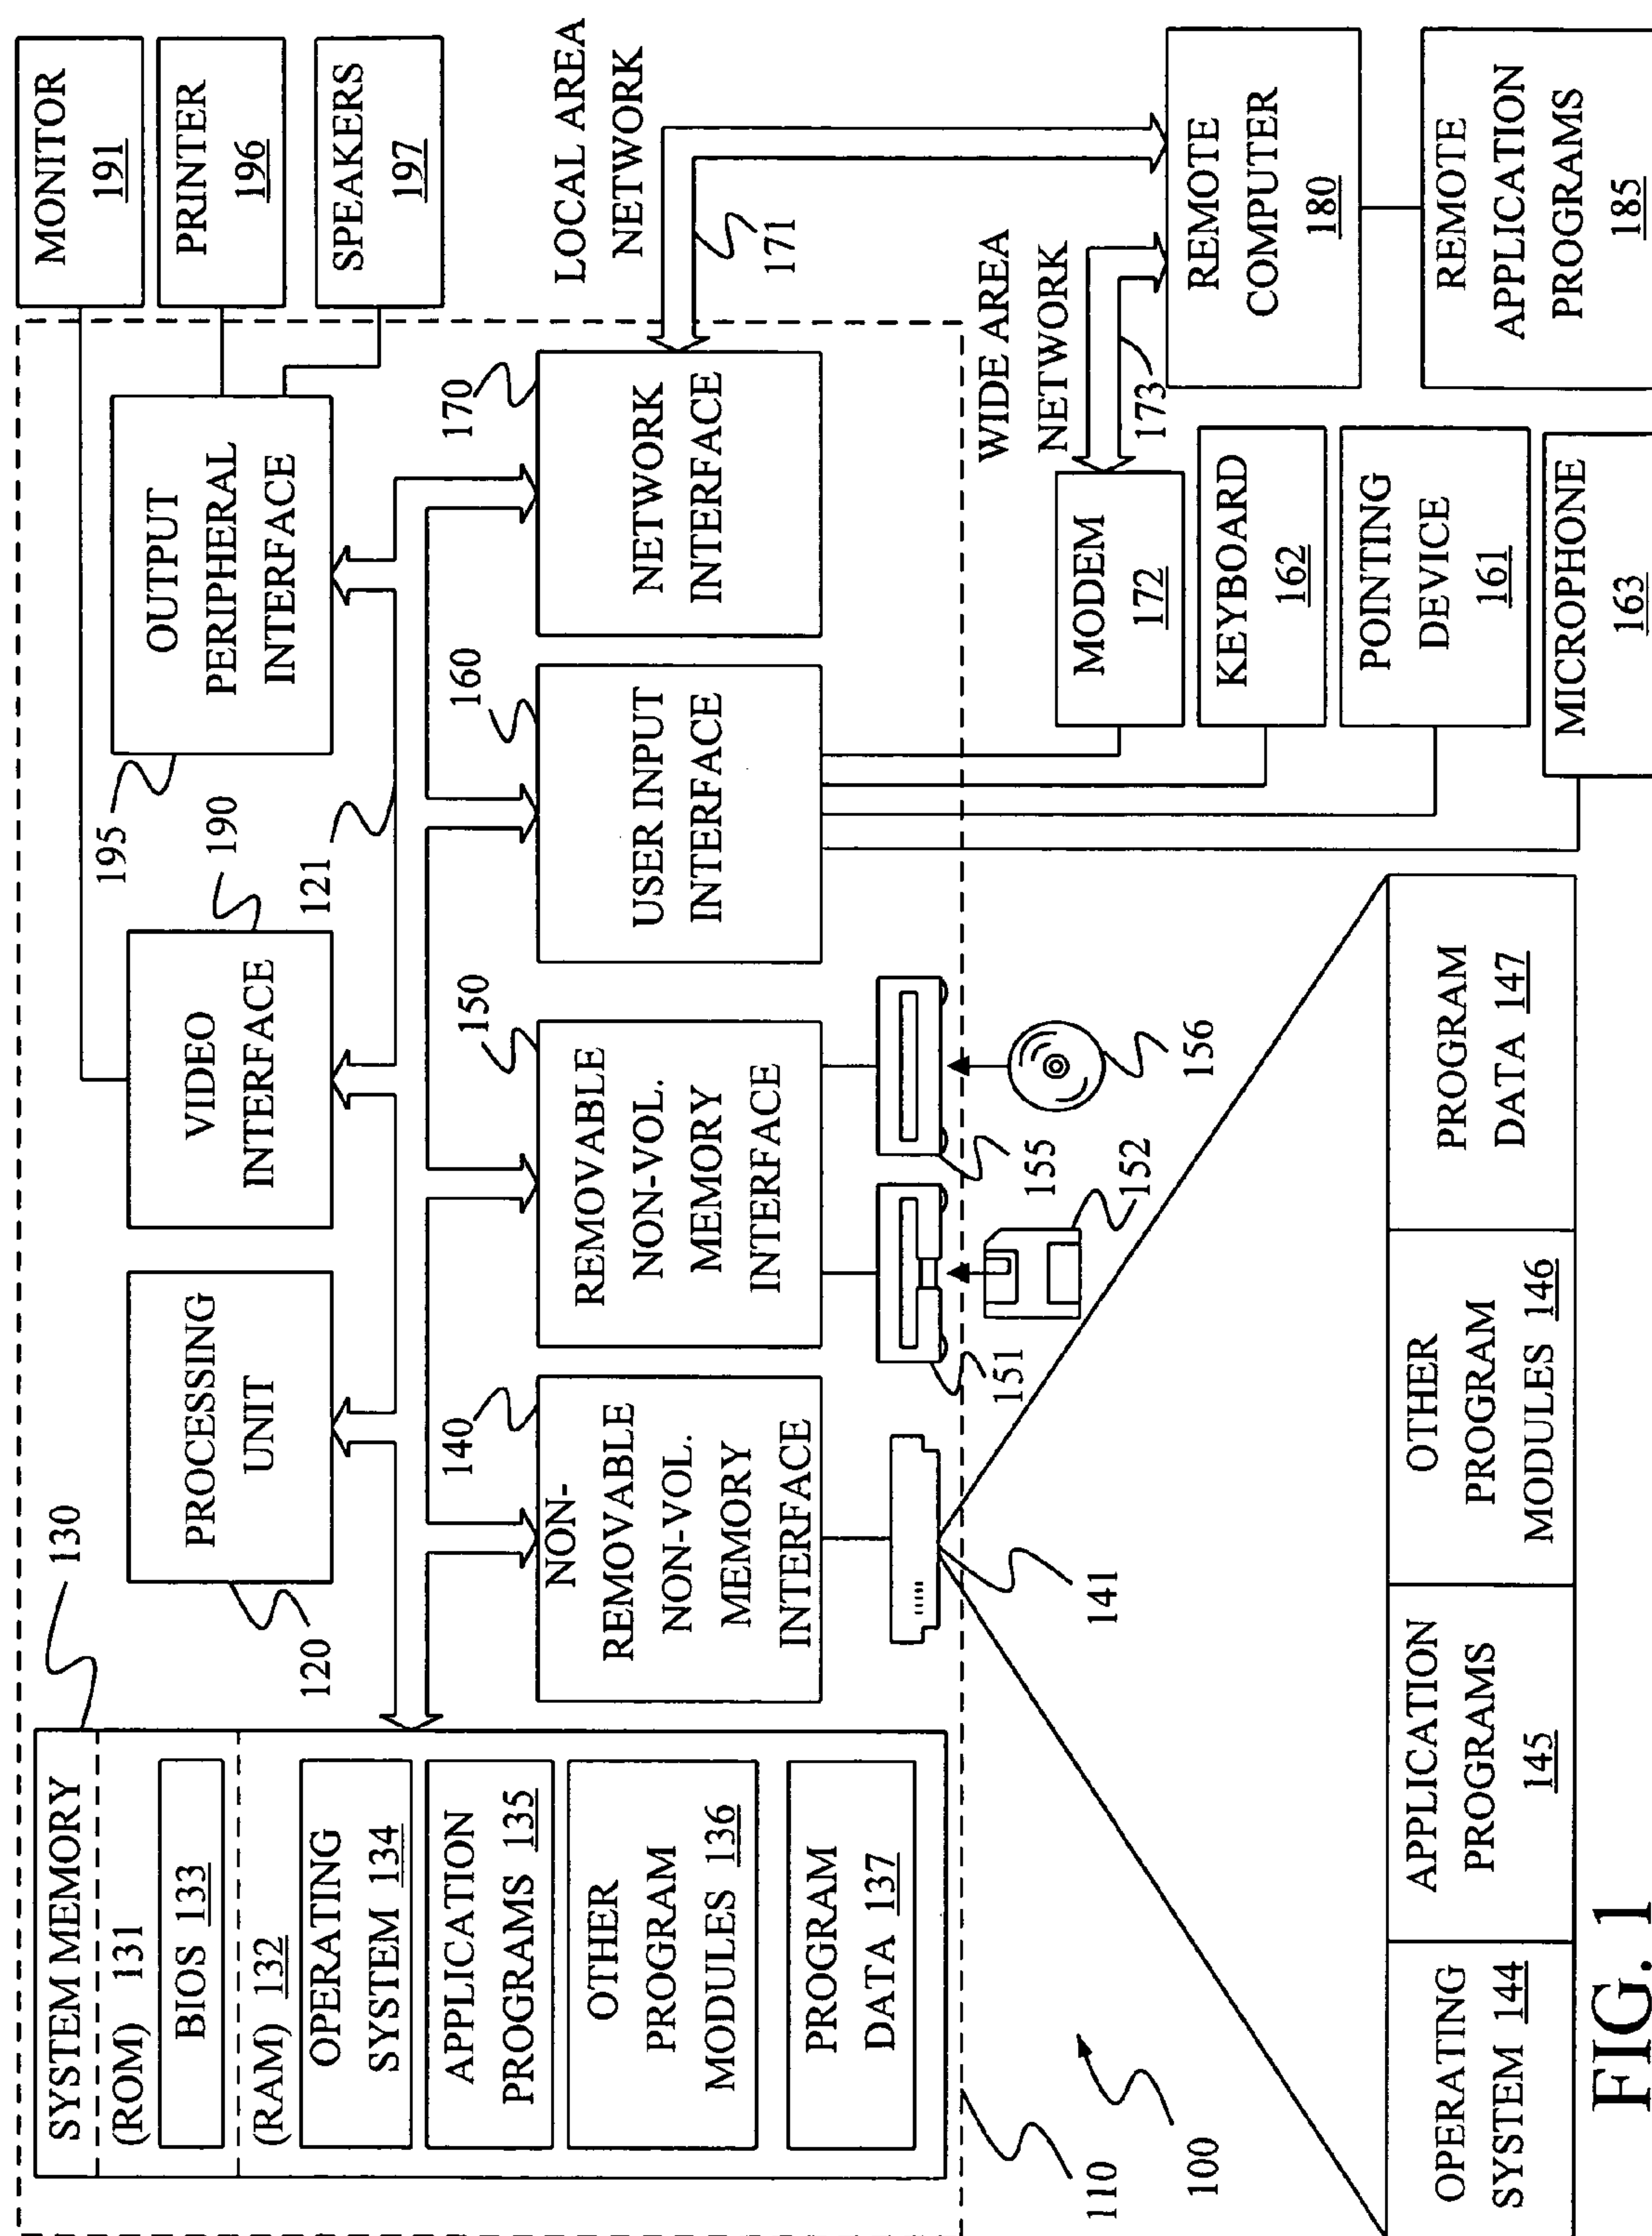 SYSTEM MEMORY
(ROM) 131
BIOS 133
(RAM) 132
OPERATING
SYSTEM 134
APPLICATION
PROGRAMS 135
OTHER
PROGRAM
MODULES 136
PROGRAM
DATA 137
130
PROCESSING
UNIT
120
VIDEO
INTERFACE
190
OUTPUT
PERIPHERAL
INTERFACE
195
121
MONITOR
191
PRINTER
196
SPEAKERS
197
NON-
REMOVABLE
NON-VOL.
MEMORY
INTERFACE
140
REMOVABLE
NON-VOL.
MEMORY
INTERFACE
150
USER INPUT
INTERFACE
160
NETWORK
INTERFACE
170
LOCAL AREA
NETWORK
171
141
151
155
152
156
WIDE AREA
NETWORK
173
MODEM
172
KEYBOARD
162
POINTING
DEVICE
161
MICROPHONE
163
REMOTE
COMPUTER
180
REMOTE
APPLICATION
PROGRAMS
185
110
100
OPERATING
SYSTEM 144
APPLICATION
PROGRAMS
145
OTHER
PROGRAM
MODULES 146
PROGRAM
DATA 147
FIG. 1